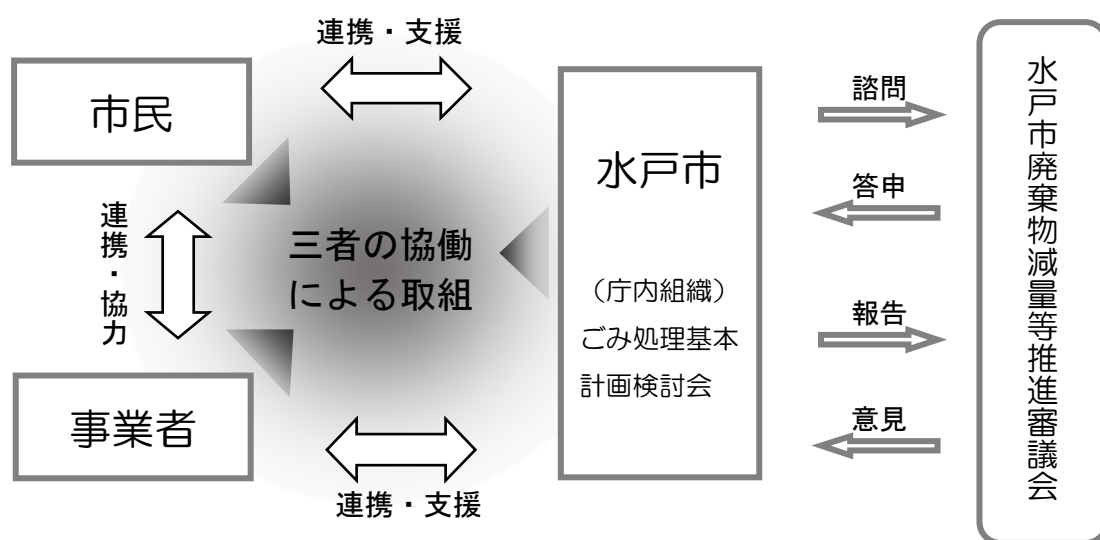 連携・支援
市民
連携・協力
三者の協働
による取組
事業者
連携・支援
水戸市
（庁内組織）
ごみ処理基本
計画検討会
諮問
答申
報告
意見
水戸市廃棄物減量等推進審議会